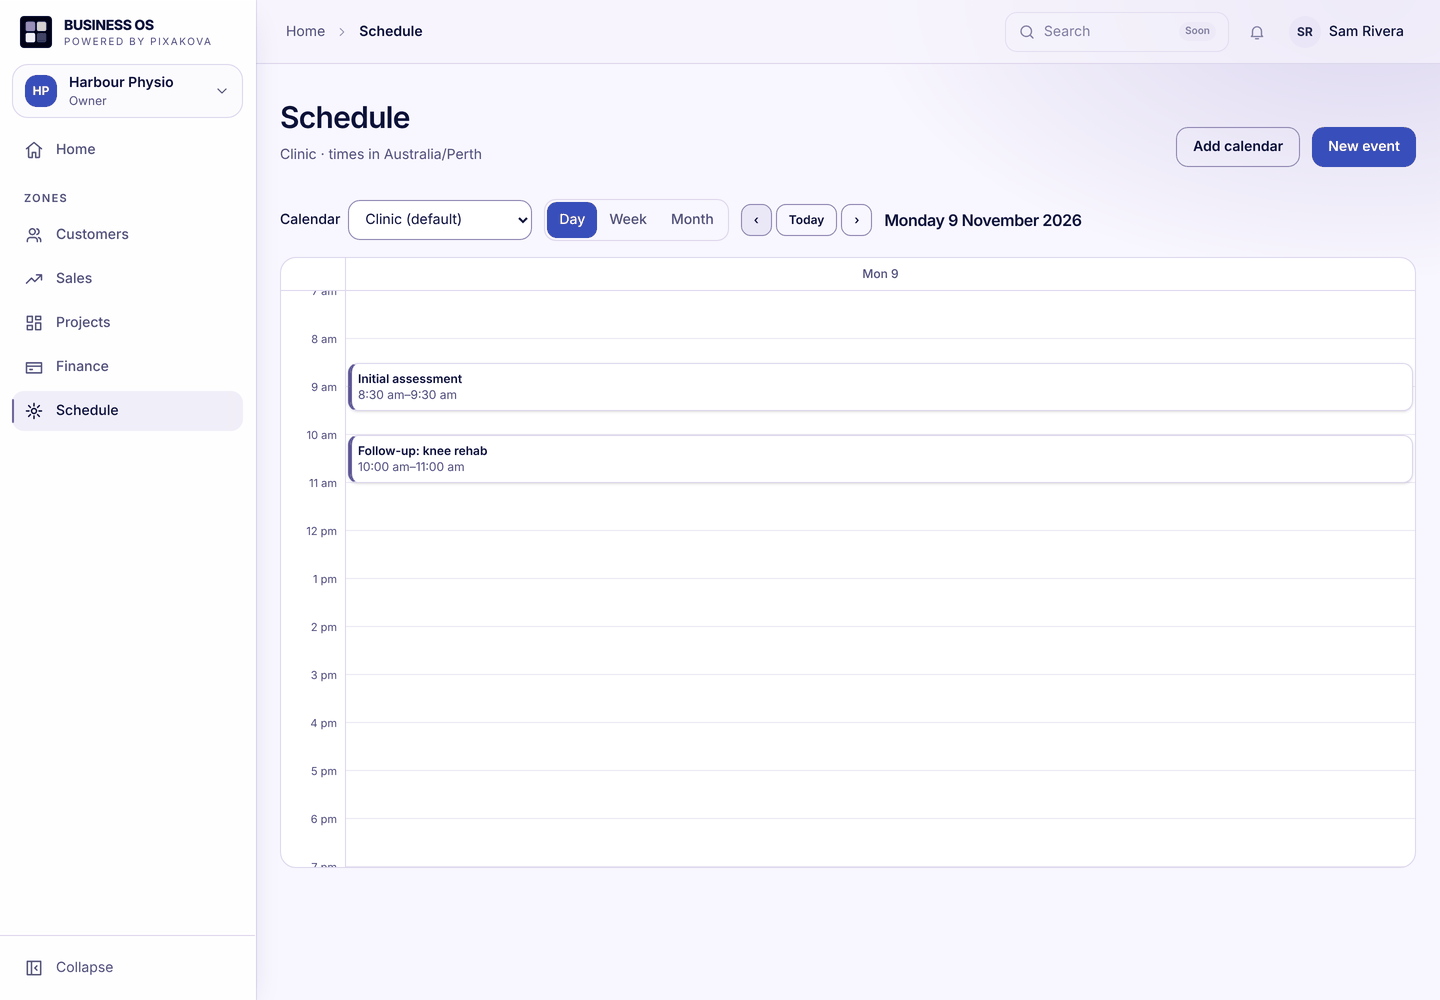 BUSINESS OS
POWERED BY PIXAKOVA
HP
Harbour Physio
Owner
Home
ZONES
Customers
Sales
Projects
Finance
Schedule
Collapse
Home › Schedule
Search Soon
SR Sam Rivera
Schedule
Clinic · times in Australia/Perth
Add calendar
New event
Calendar Clinic (default) Day Week Month ‹ Today › Monday 9 November 2026
Mon 9
7 am
8 am
Initial assessment
8:30 am–9:30 am
9 am
10 am
Follow-up: knee rehab
10:00 am–11:00 am
11 am
12 pm
1 pm
2 pm
3 pm
4 pm
5 pm
6 pm
7 pm